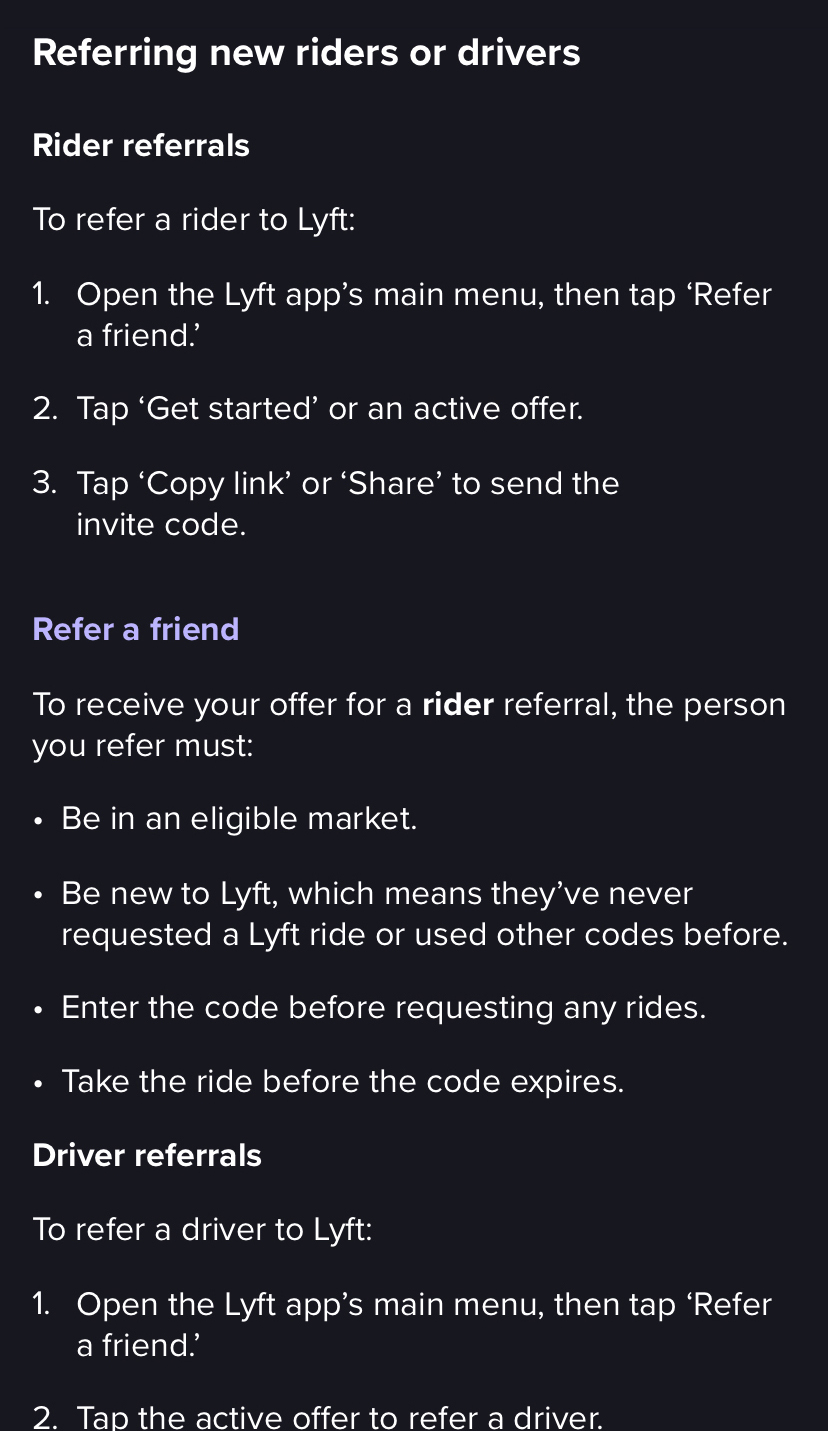 Referring new riders or drivers
Rider referrals
To refer a rider to Lyft:
1. Open the Lyft app’s main menu, then tap ‘Refer
a friend.’
2. Tap ‘Get started’ or an active offer.
3. Tap ‘Copy link’ or ‘Share’ to send the
invite code.
Refer a friend
To receive your offer for a rider referral, the person
you refer must:
• Be in an eligible market.
• Be new to Lyft, which means they’ve never
requested a Lyft ride or used other codes before.
• Enter the code before requesting any rides.
• Take the ride before the code expires.
Driver referrals
To refer a driver to Lyft:
1. Open the Lyft app’s main menu, then tap ‘Refer
a friend.’
2. Tap the active offer to refer a driver.